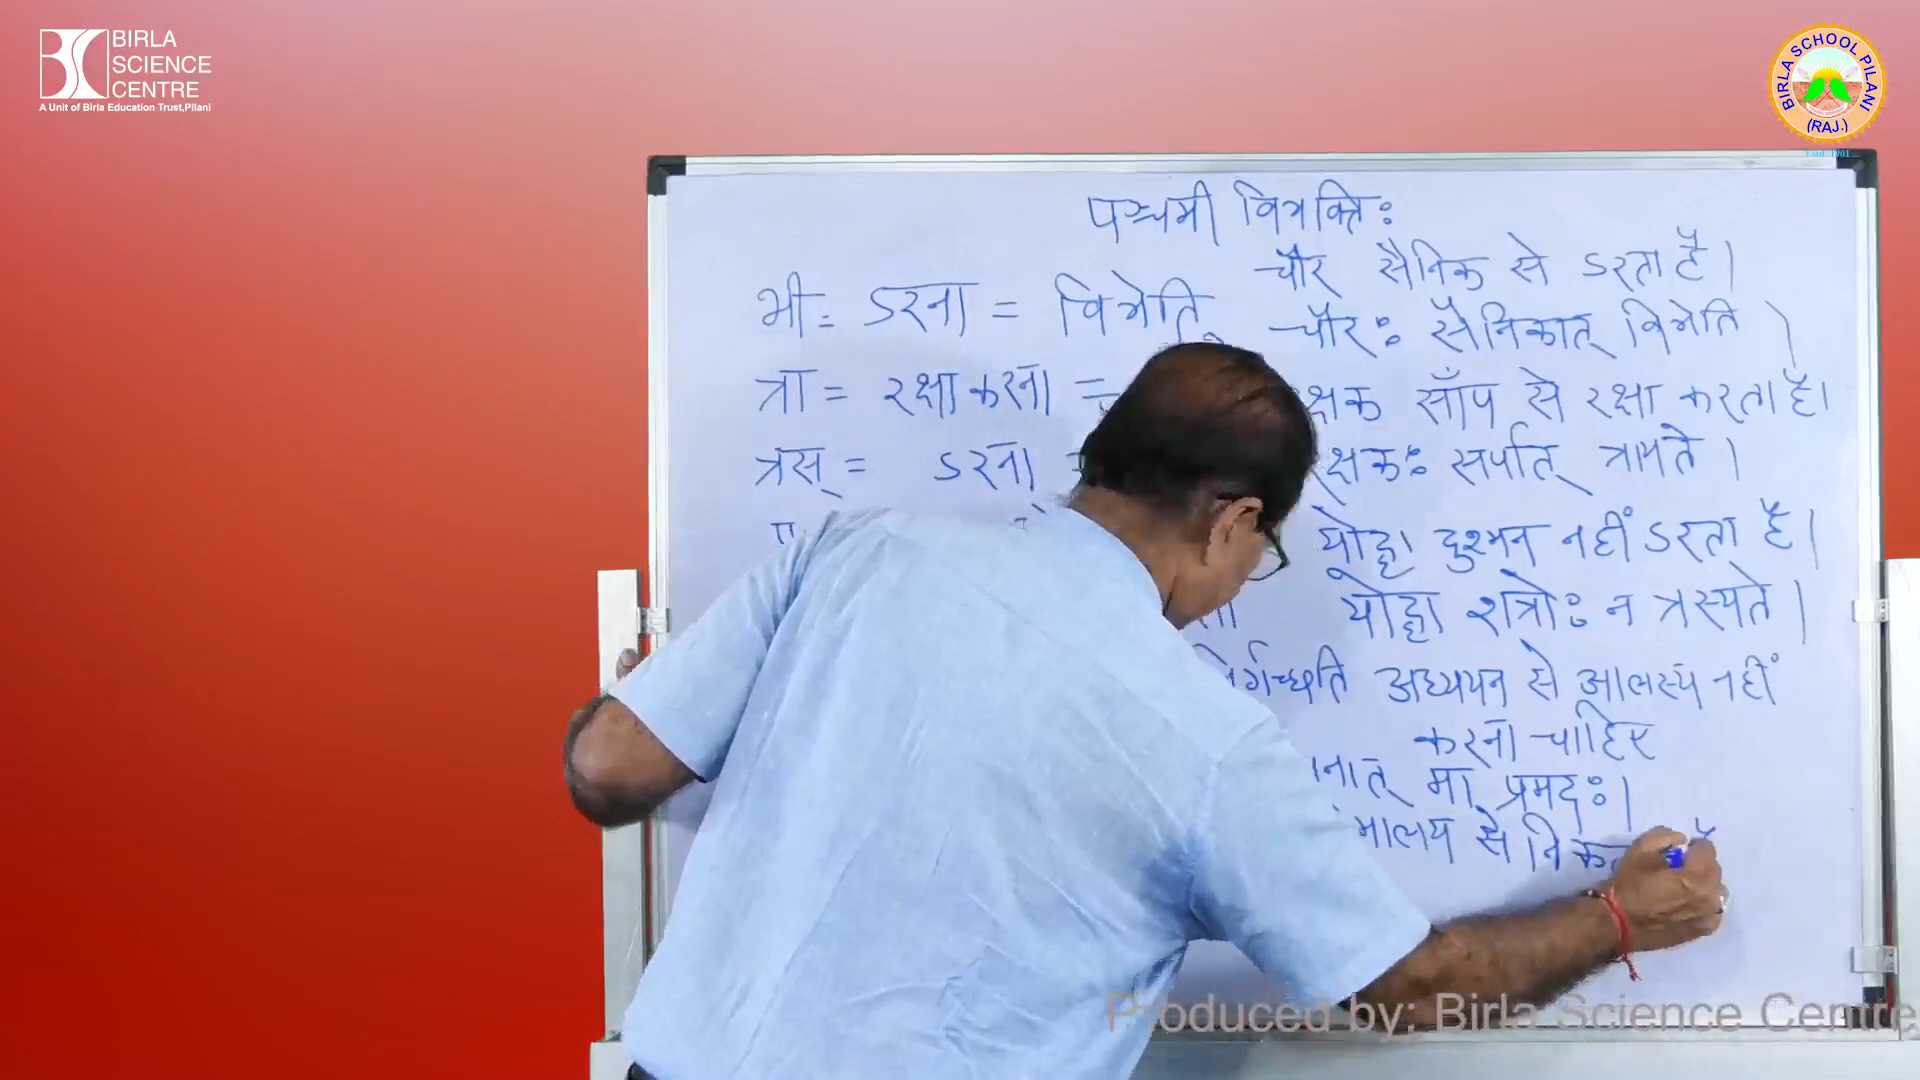 BIRLA
SCIENCE
CENTRE
A Unit of Birla Education Trust,Pilani
BIRLA SCHOOL PILANI
(RAJ.)
Estd 1901
पञ्चमी विभक्तिः
चौर सैनिक से डरता है।
भी = डरना = विभेति
चौरः सैनिकात् विभेति।
त्रा = रक्षा करना =
साँप से रक्षा करता है।
त्रस् = डरना
सर्पात् त्रायते।
योद्धा दुश्मन नहीं डरता है।
योद्धा शत्रोः न त्रस्यते।
अध्ययन से आलस्य नहीं
करना चाहिए
मा प्रमदः।
से
Produced by; Birla Science Centre